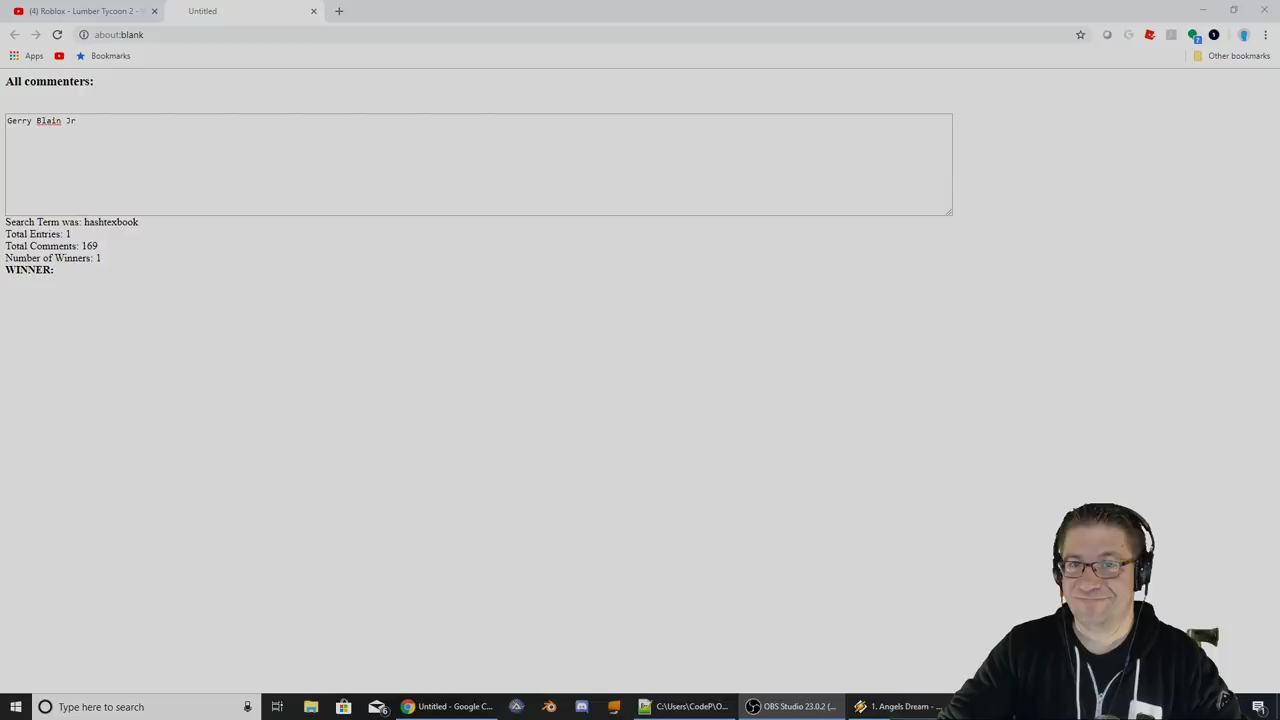 (4) Roblox - Lumber Tycoon 2 -
Untitled
about:blank
Apps
Bookmarks
Other bookmarks
All commenters:
Gerry Blain Jr
Search Term was: hashtexbook
Total Entries: 1
Total Comments: 169
Number of Winners: 1
WINNER:
Type here to search
Untitled - Google C...
C:\Users\CodeP\O...
OBS Studio 23.0.2 (...
1. Angels Dream - ...